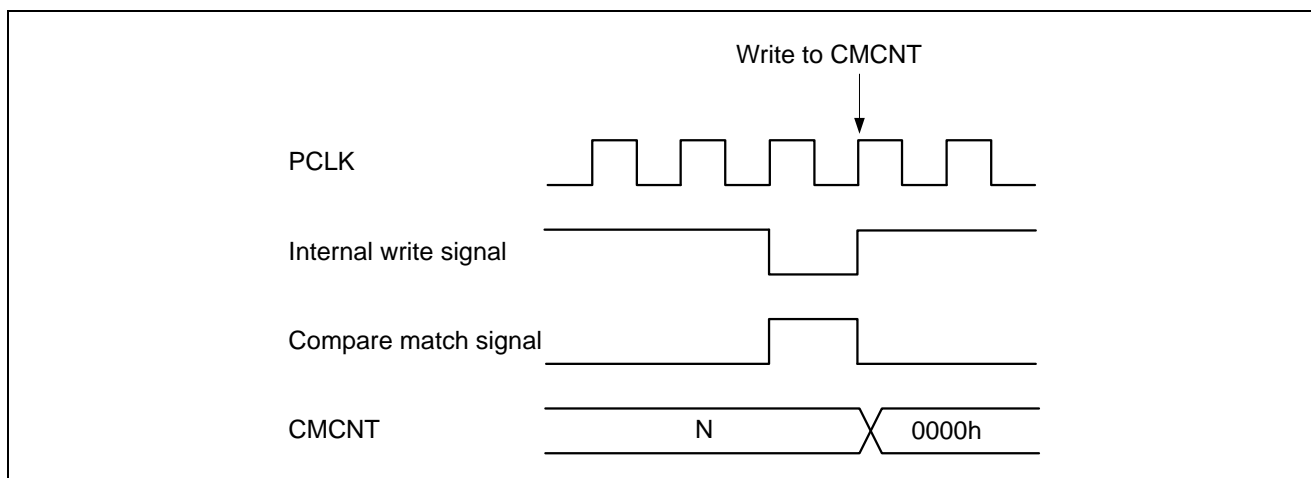 Write to CMCNT
PCLK
Internal write signal
Compare match signal
CMCNT N 0000h